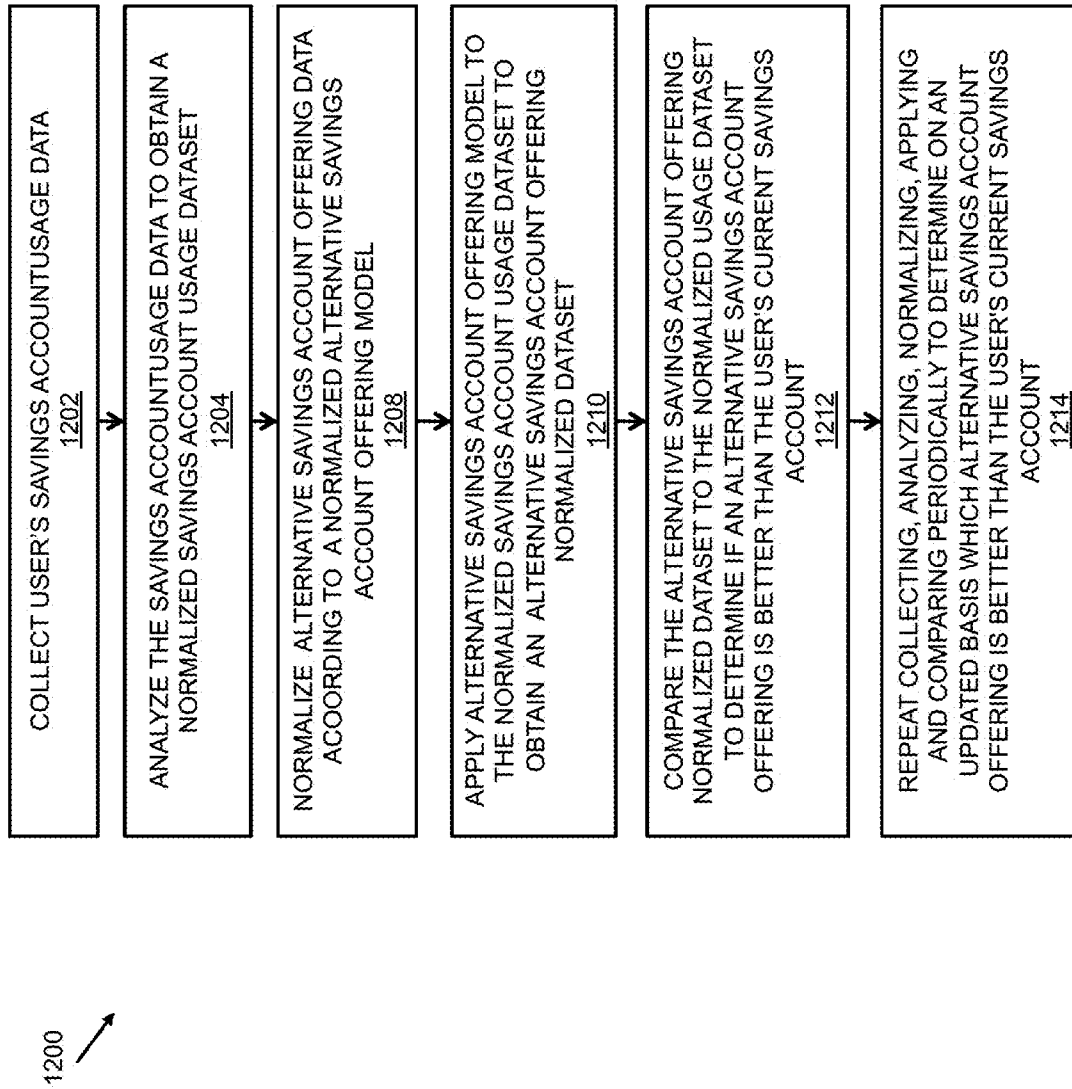 1200
COLLECT USER'S SAVINGS ACCOUNTUSAGE DATA
1202
ANALYZE THE SAVINGS ACCOUNTUSAGE DATA TO OBTAIN A
NORMALIZED SAVINGS ACCOUNT USAGE DATASET
1204
NORMALIZE ALTERNATIVE SAVINGS ACCOUNT OFFERING DATA
ACOORDING TO A NORMALIZED ALTERNATIVE SAVINGS
ACCOUNT OFFERING MODEL
1208
APPLY ALTERNATIVE SAVINGS ACCOUNT OFFERING MODEL TO
THE NORMALIZED SAVINGS ACCOUNT USAGE DATASET TO
OBTAIN AN ALTERNATIVE SAVINGS ACCOUNT OFFERING
NORMALIZED DATASET
1210
COMPARE THE ALTERNATIVE SAVINGS ACCOUNT OFFERING
NORMALIZED DATASET TO THE NORMALIZED USAGE DATASET
TO DETERMINE IF AN ALTERNATIVE SAVINGS ACCOUNT
OFFERING IS BETTER THAN THE USER'S CURRENT SAVINGS
ACCOUNT
1212
REPEAT COLLECTING, ANALYZING, NORMALIZING, APPLYING
AND COMPARING PERIODICALLY TO DETERMINE ON AN
UPDATED BASIS WHICH ALTERNATIVE SAVINGS ACCOUNT
OFFERING IS BETTER THAN THE USER'S CURRENT SAVINGS
ACCOUNT
1214